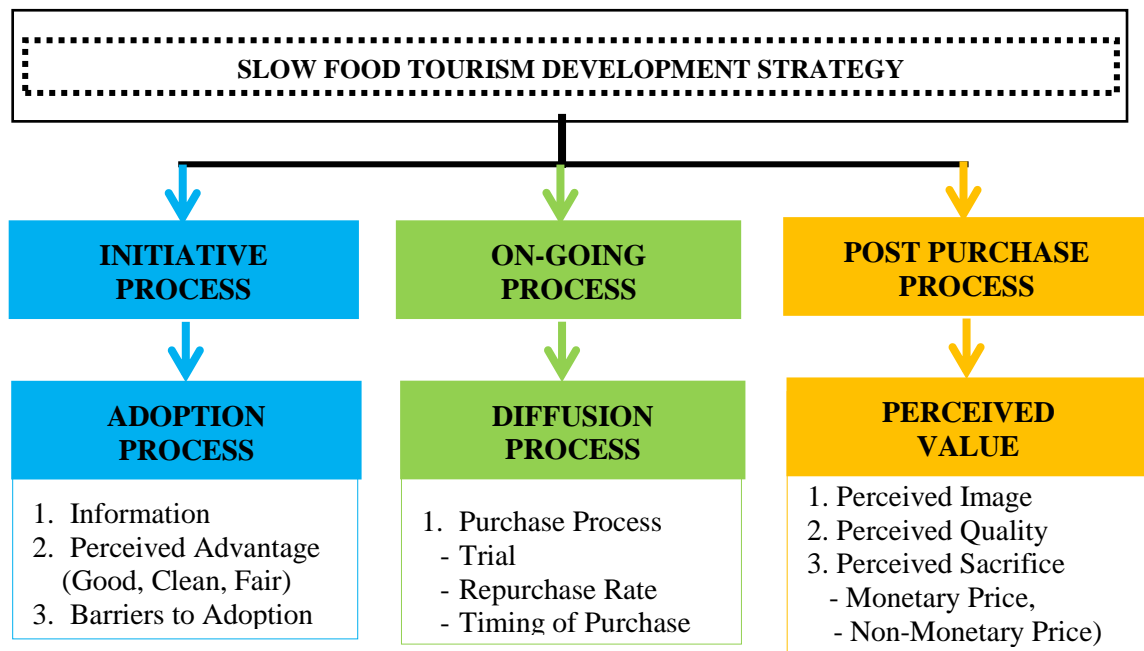 SLOW FOOD TOURISM DEVELOPMENT STRATEGY
INITIATIVE
PROCESS
ON-GOING
PROCESS
POST PURCHASE
PROCESS
ADOPTION
PROCESS
DIFFUSION
PROCESS
PERCEIVED
VALUE
1. Information
2. Perceived Advantage
(Good, Clean, Fair)
3. Barriers to Adoption
1. Purchase Process
- Trial
- Repurchase Rate
- Timing of Purchase
1. Perceived Image
2. Perceived Quality
3. Perceived Sacrifice
- Monetary Price,
- Non-Monetary Price)